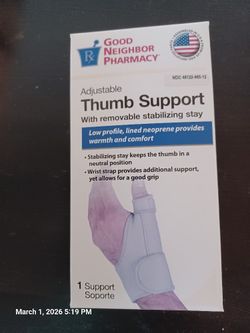 GOOD
NEIGHBOR
PHARMACY®
Adjustable
Thumb Support
With removable stabilizing stay
Low profile, lined neoprene provides
warmth and comfort
• Stabilizing stay keeps the thumb in a
neutral position
• Wrist strap provides additional support,
yet allows for a good grip
1 Support
Soporte
March 1, 2026 5:19 PM